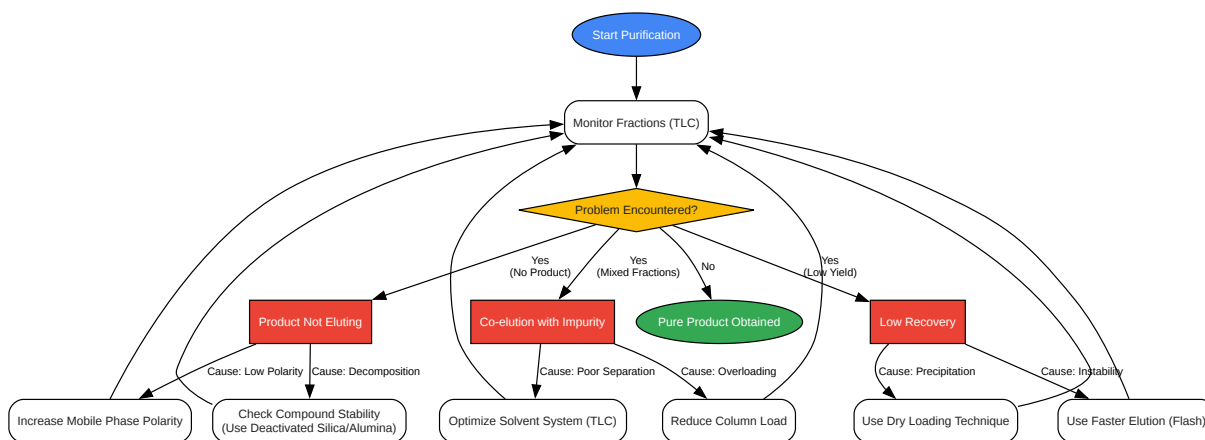 Start Purification
Monitor Fractions (TLC)
Problem Encountered?
Yes
(No Product)
Yes
(Mixed Fractions)
No
Yes
(Low Yield)
Product Not Eluting
Co-elution with Impurity
Pure Product Obtained
Low Recovery
Cause: Low Polarity
Cause: Decomposition
Cause: Poor Separation
Cause: Overloading
Cause: Precipitation
Cause: Instability
Increase Mobile Phase Polarity
Check Compound Stability
(Use Deactivated Silica/Alumina)
Optimize Solvent System (TLC)
Reduce Column Load
Use Dry Loading Technique
Use Faster Elution (Flash)